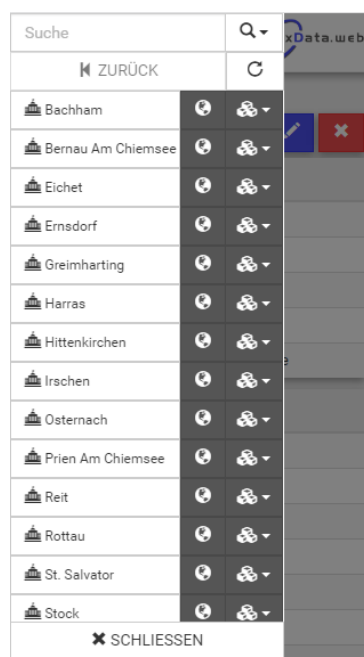 Suche
xData.web
ZURÜCK
Bachham
Bernau Am Chiemsee
Eichet
Ernsdorf
Greimharting
Harras
Hittenkirchen
Irschen
Osternach
Prien Am Chiemsee
Reit
Rottau
St. Salvator
Stock
SCHLIESSEN